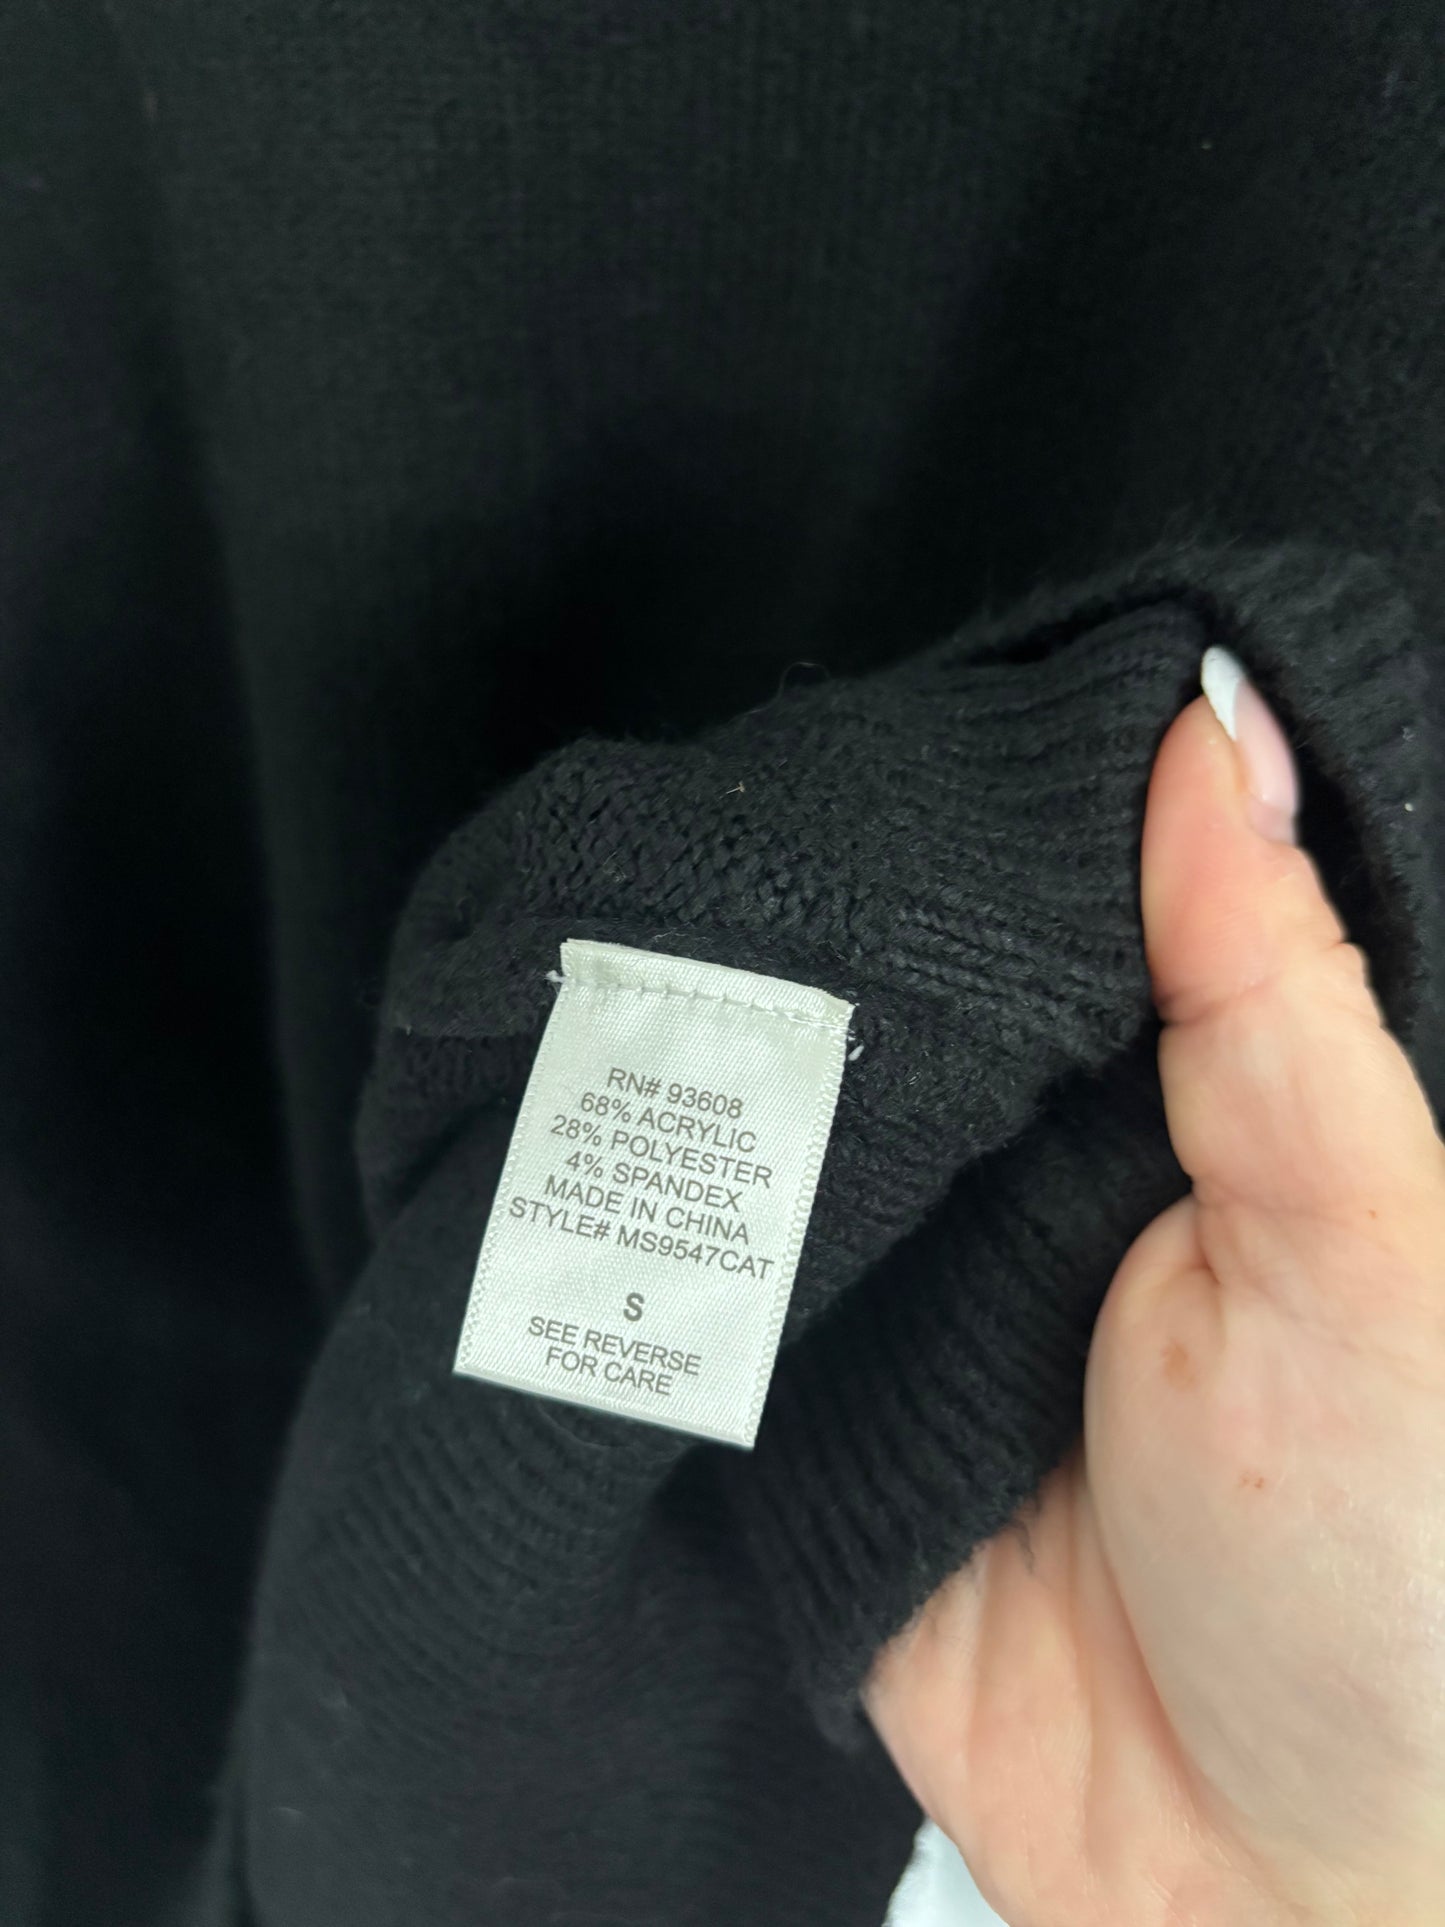 RN# 93608
68% ACRYLIC
28% POLYESTER
4% SPANDEX
MADE IN CHINA
STYLE# MS9547CAT
S
SEE REVERSE
FOR CARE